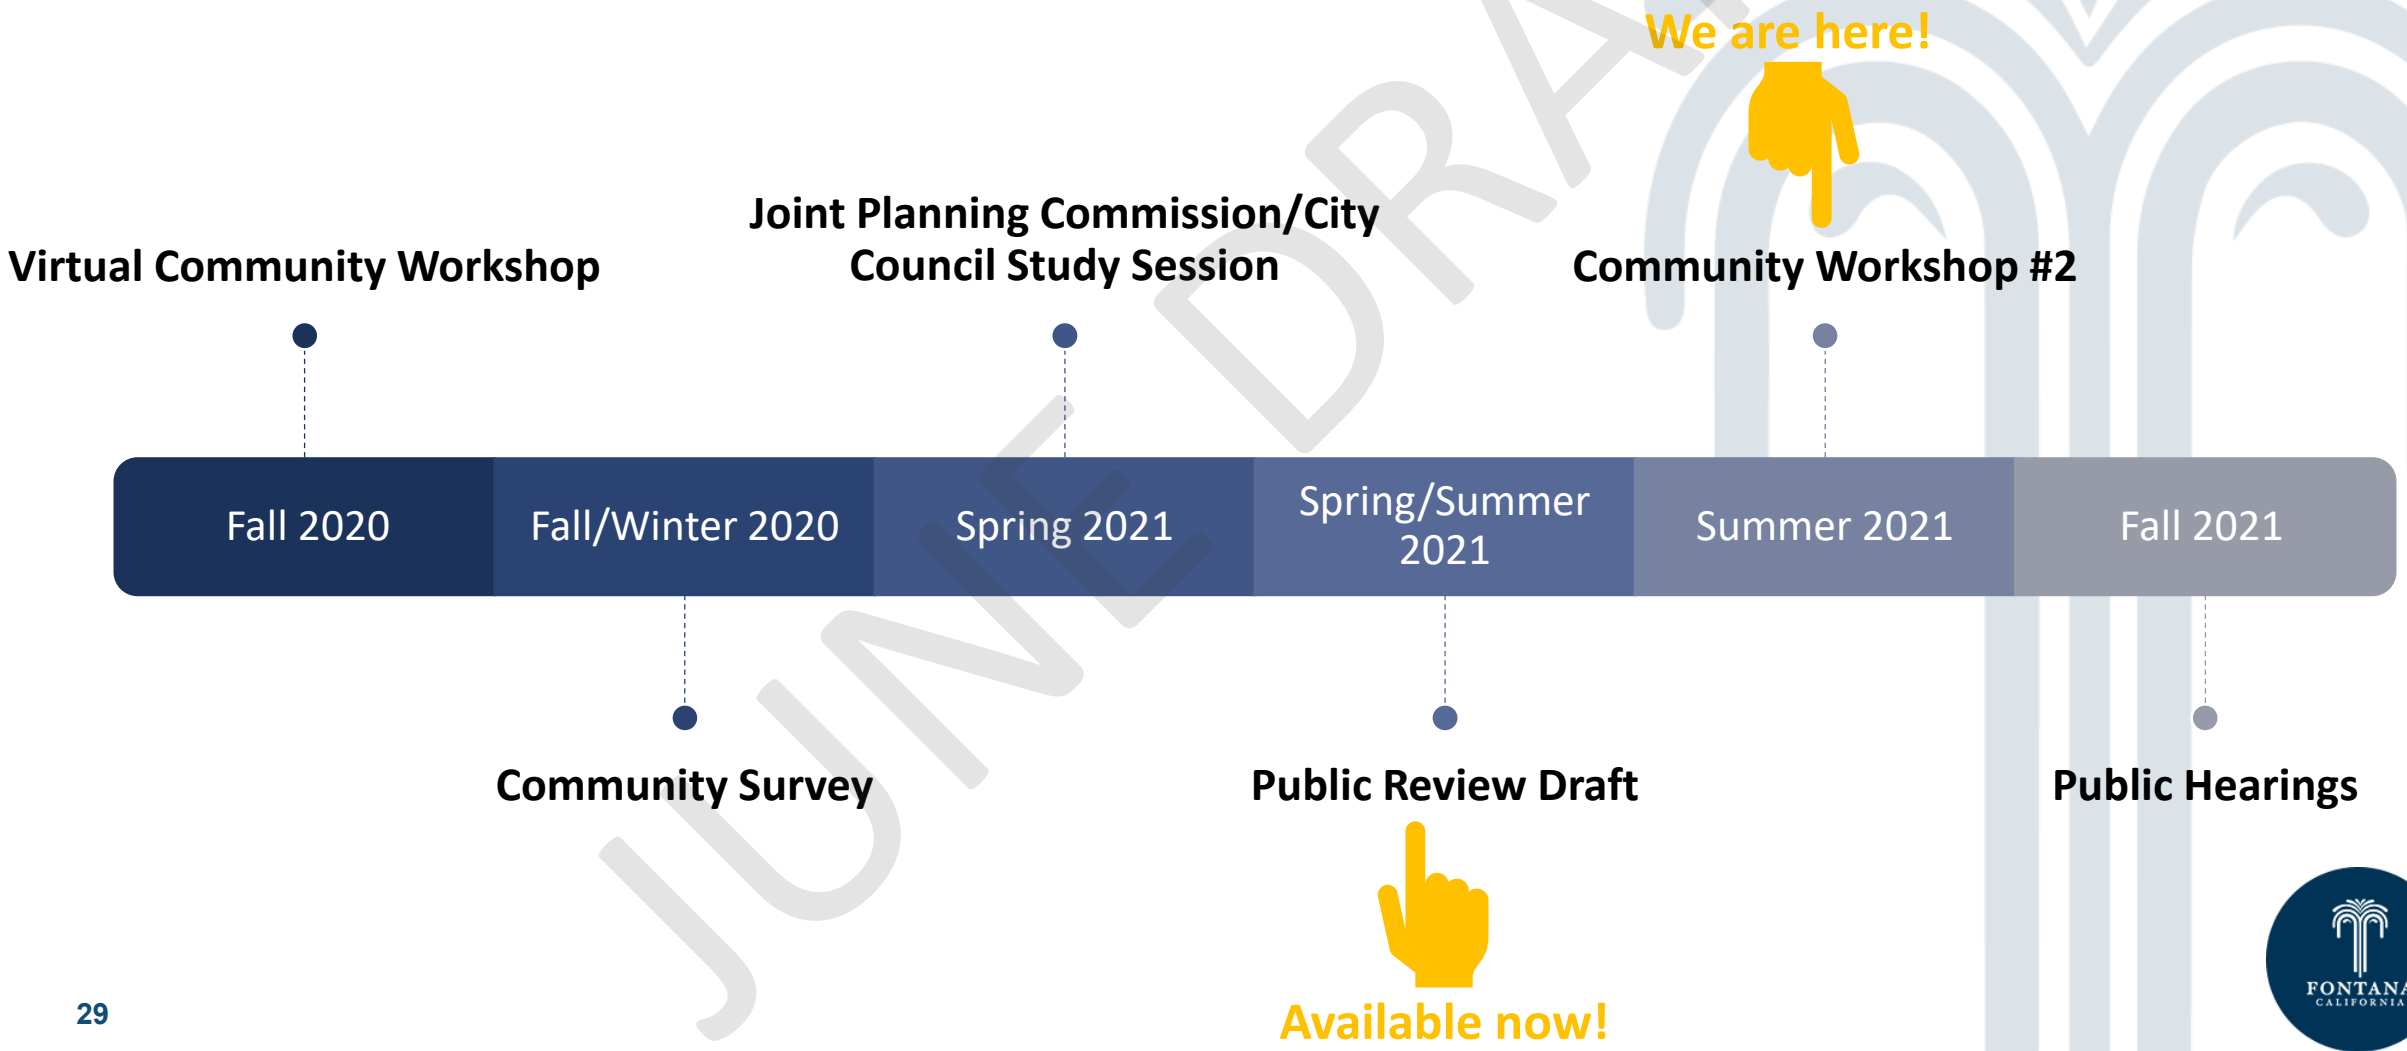 We are here!
Virtual Community Workshop
Joint Planning Commission/City
Council Study Session
Community Workshop #2
Fall 2020
Fall/Winter 2020
Spring 2021
Spring/Summer
2021
Summer 2021
Fall 2021
Community Survey
Public Review Draft
Public Hearings
Available now!
29
JUNE DRA
FONTANA
CALIFORNIA